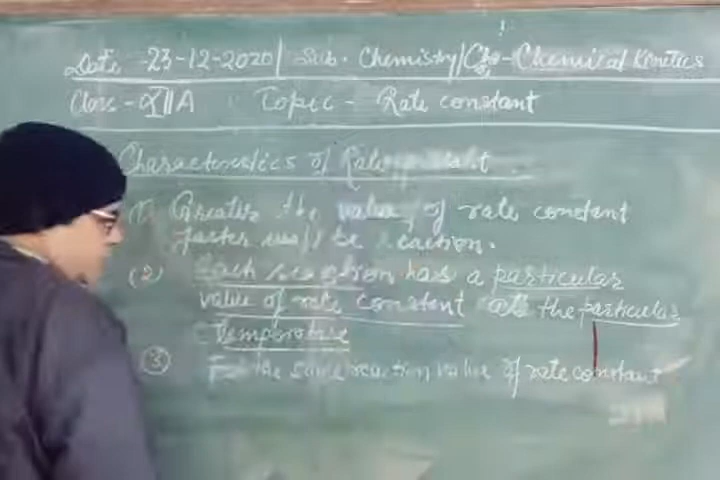 Date - 23-12-2020 | Sub. Chemistry | Chemical Kinetics
Class - XII A Topic - Rate constant
Characteristics of Rate constant
(1) Greater the value of rate constant
faster will be reaction.
(2) Each reaction has a particular
value of rate constant at the particular
temperature
(3) For the same reaction value of rate constant